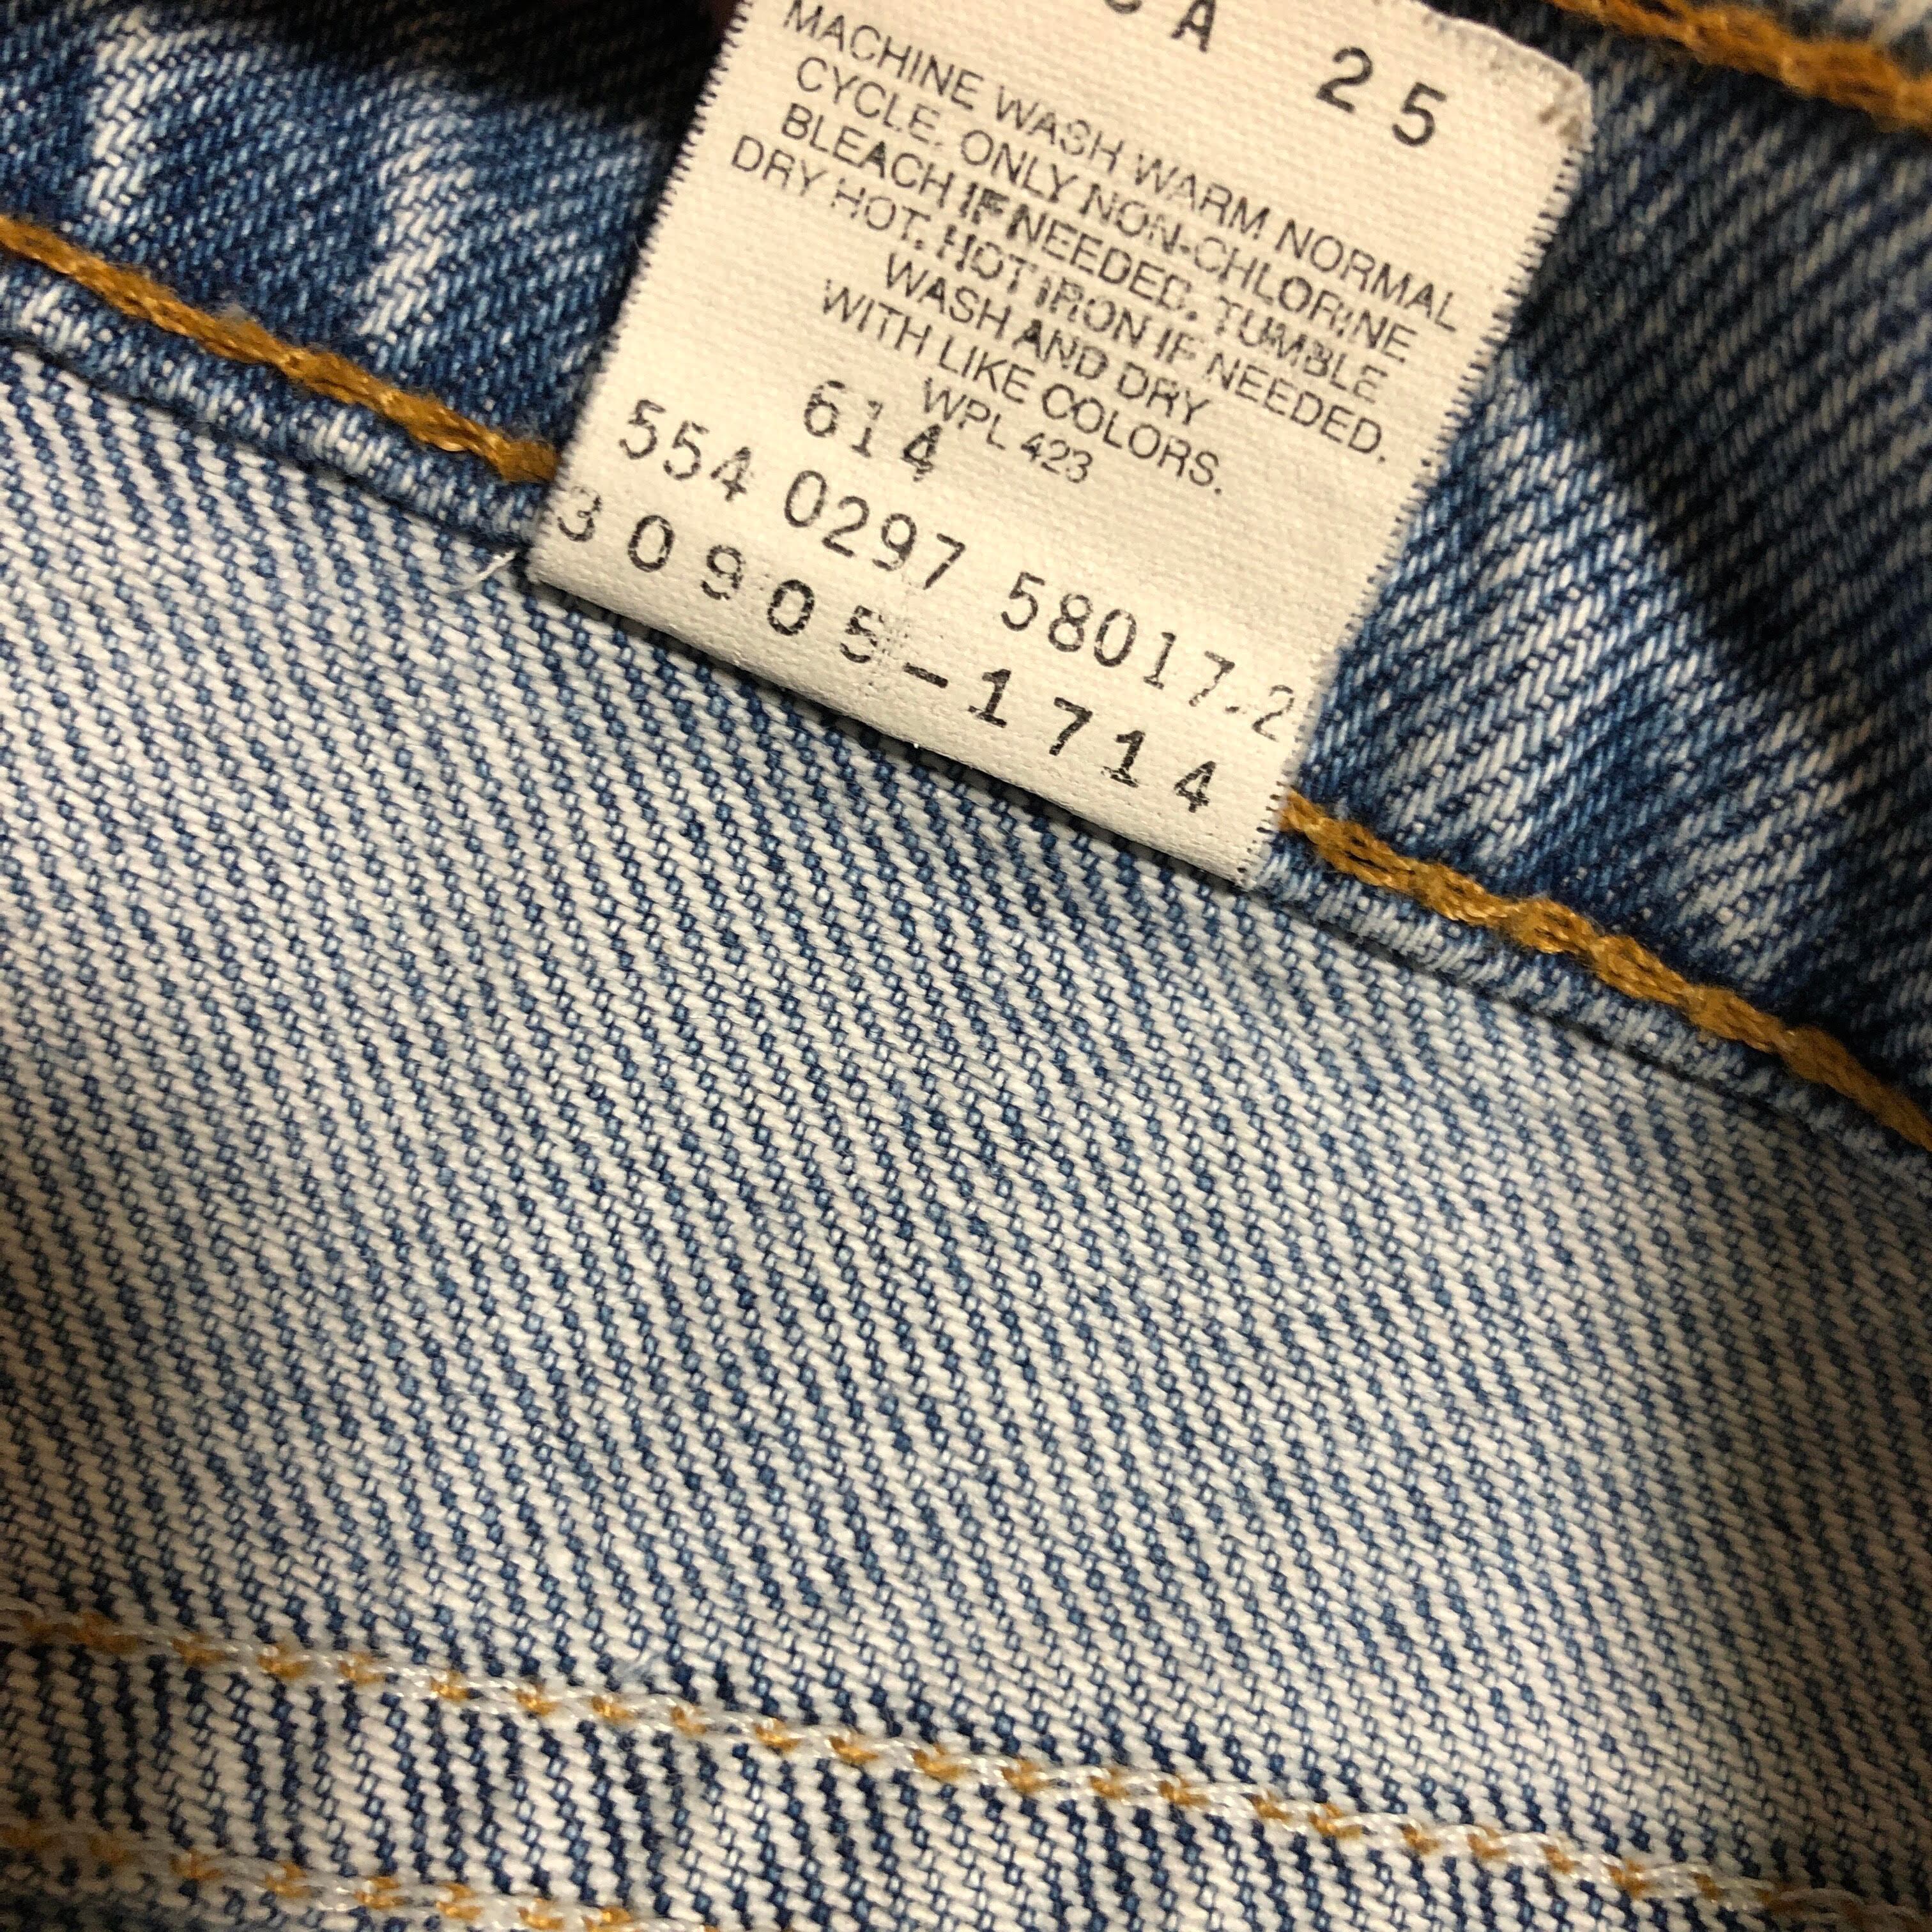 A 25
MACHINE WASH WARM NORMAL
CYCLE. ONLY NON-CHLORINE
BLEACH IF NEEDED. TUMBLE
DRY HOT. HOT IRON IF NEEDED.
WASH AND DRY
WITH LIKE COLORS.
WPL 423
614
554 0297 58017.2
30905-1714